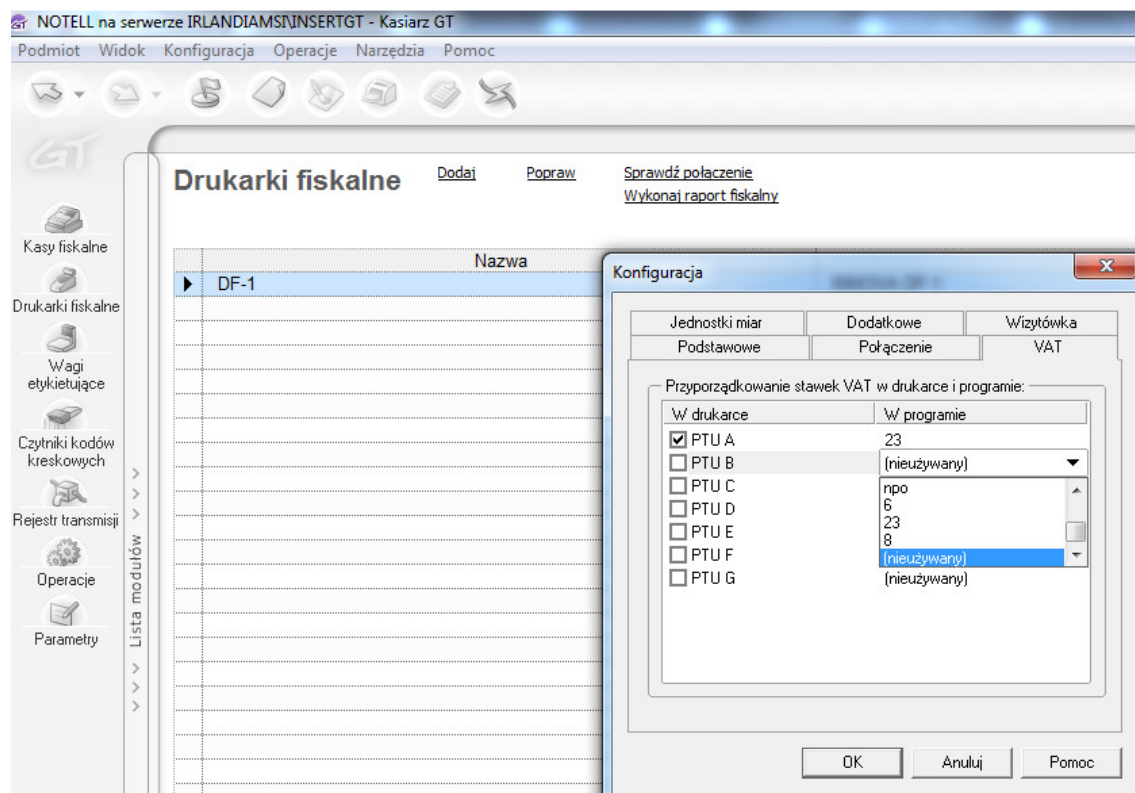 NOTELL na serwerze IRLANDIAMSI\INSERTGT - Kasiarz GT
Podmiot Widok Konfiguracja Operacje Narzędzia Pomoc
GT
Drukarki fiskalne
Dodaj Popraw Sprawdź połaczenie
Wykonaj raport fiskalny
Kasy fiskalne
Drukarki fiskalne
Wagi
etykietujące
Czytniki kodów
kreskowych
Rejestr transmisji
Operacje
Parametry
Lista modułów
Nazwa
DF-1
Konfiguracja
Jednostki miar Dodatkowe Wizytówka
Podstawowe Połączenie VAT
Przyporządkowanie stawek VAT w drukarce i programie:
W drukarce W programie
PTU A 23
PTU B (nieużywany)
PTU C
PTU D
PTU E
PTU F
PTU G (nieużywany)
npo
6
23
8
(nieużywany)
OK Anuluj Pomoc